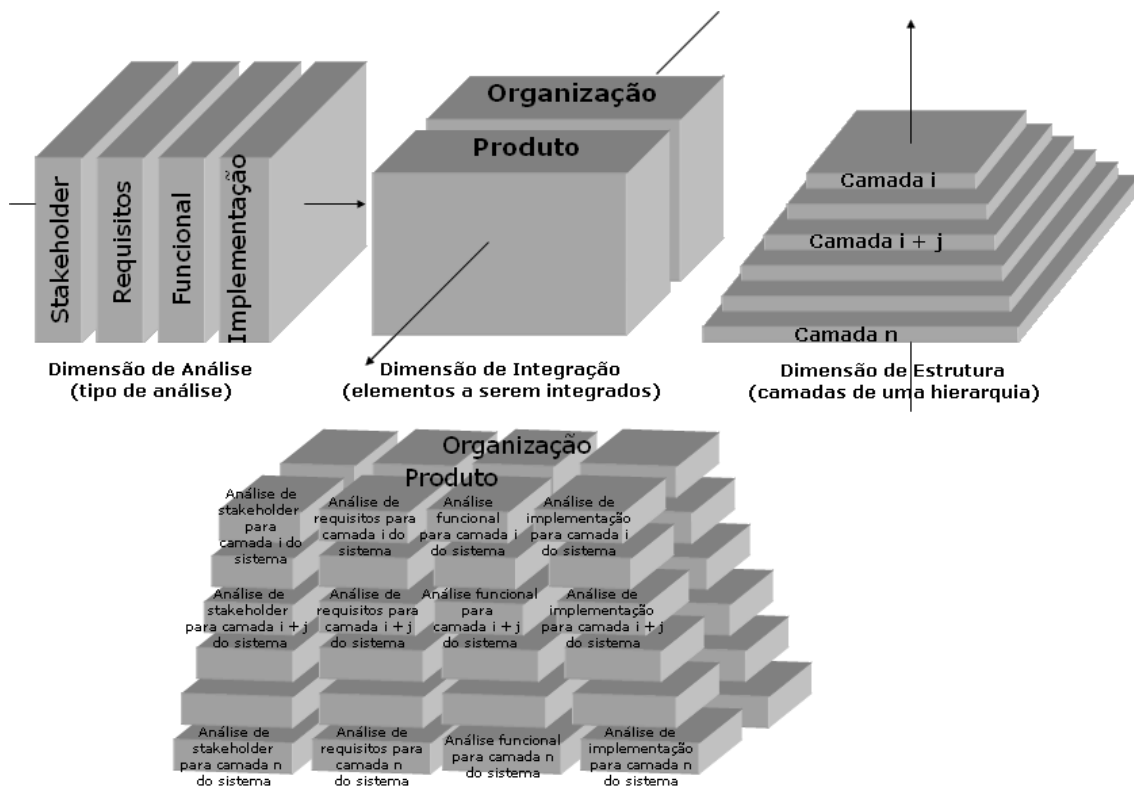 Stakeholder
Requisitos
Funcional
Implementação
Dimensão de Análise
(tipo de análise)
Organização
Produto
Dimensão de Integração
(elementos a serem integrados)
Camada i
Camada i + j
Camada n
Dimensão de Estrutura
(camadas de uma hierarquia)
Organização
Produto
Análise de
stakeholder
para
camada i do
sistema
Análise de
requisitos para
camada i do
sistema
Análise
funcional
para camada i
do sistema
Análise de
implementação
para camada i
do sistema
Análise de
stakeholder
para camada i + j
do sistema
Análise de
requisitos para
camada i + j
do sistema
Análise funcional
para
camada i + j
do sistema
Análise de
implementação
para camada i + j
do sistema
Análise de
stakeholder
para camada n
do sistema
Análise de
requisitos para
camada n
do sistema
Análise funcional
para camada n
do sistema
Análise de
implementação
para camada n
do sistema